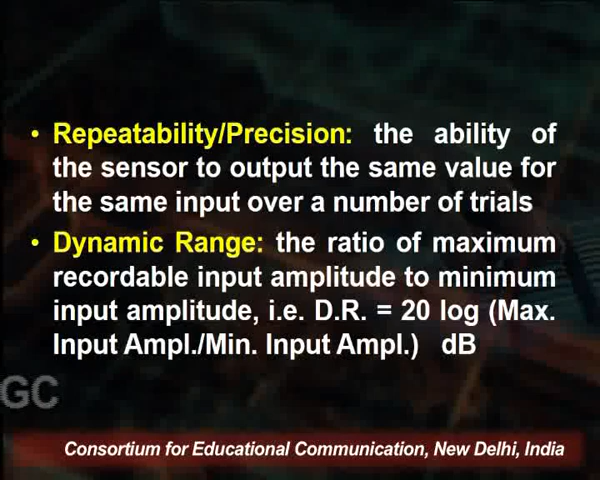 • Repeatability/Precision: the ability of
the sensor to output the same value for
the same input over a number of trials
• Dynamic Range: the ratio of maximum
recordable input amplitude to minimum
input amplitude, i.e. D.R. = 20 log (Max.
Input Ampl./Min. Input Ampl.) dB
GC
Consortium for Educational Communication, New Delhi, India